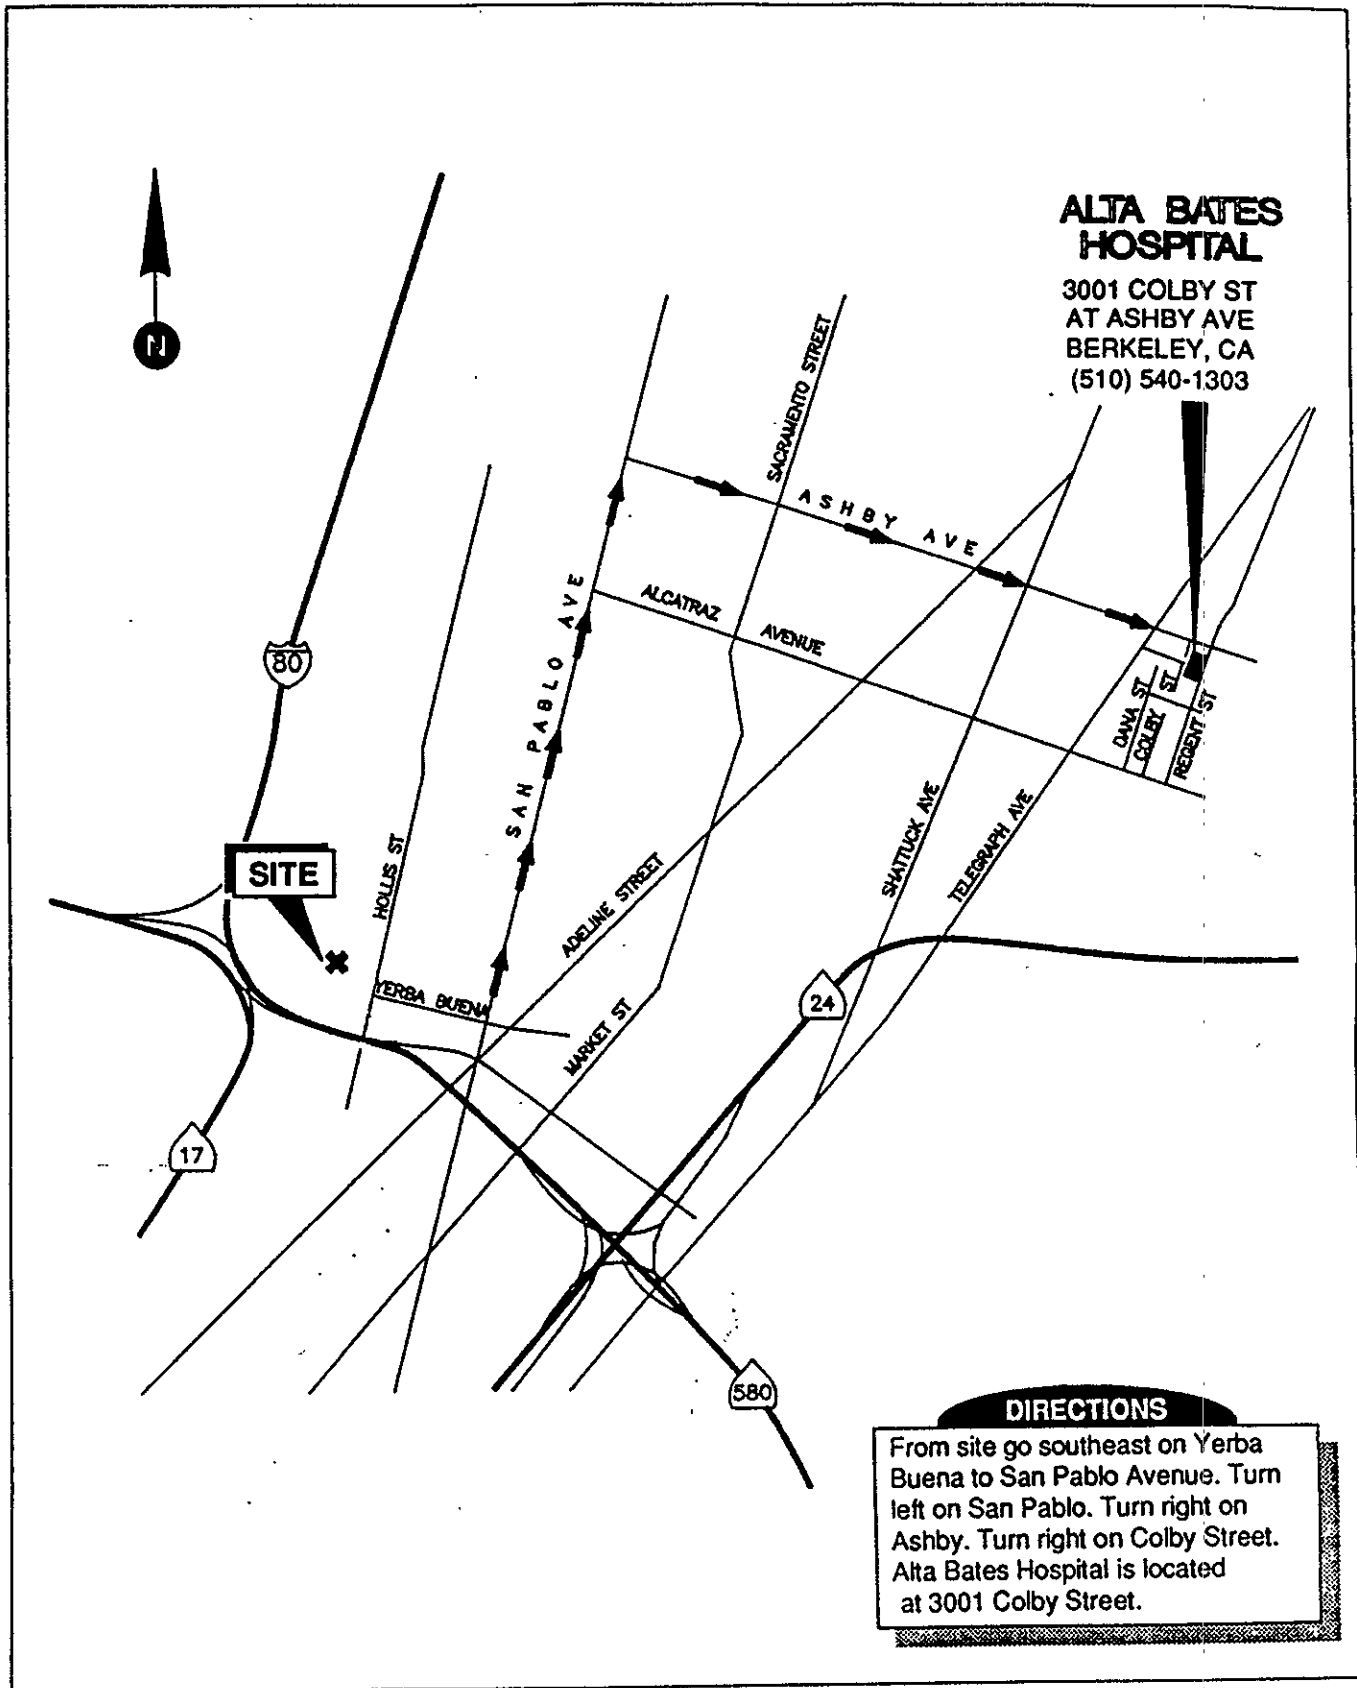 ALTA BATES
HOSPITAL
3001 COLBY ST
AT ASHBY AVE
BERKELEY, CA
(510) 540-1303
N
SACRAMENTO STREET
ASHBY AVE
ALCATRAZ AVENUE
SAN PABLO AVE
80
DANA ST
COLBY ST
REGENT ST
HOLLIS ST
SITE
ADELINE STREET
SHATTUCK AVE
TELEGRAPH AVE
YERBA BUENA
MARKET ST
24
17
580
DIRECTIONS
From site go southeast on Yerba
Buena to San Pablo Avenue. Turn
left on San Pablo. Turn right on
Ashby. Turn right on Colby Street.
Alta Bates Hospital is located
at 3001 Colby Street.